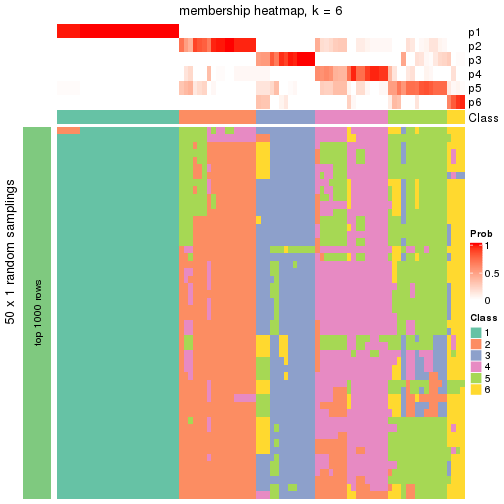 membership heatmap, k = 6
p1
p2
p3
p4
p5
p6
Class
50 x 1 random samplings
top 1000 rows
Prob
1
0.5
0
Class
1
2
3
4
5
6